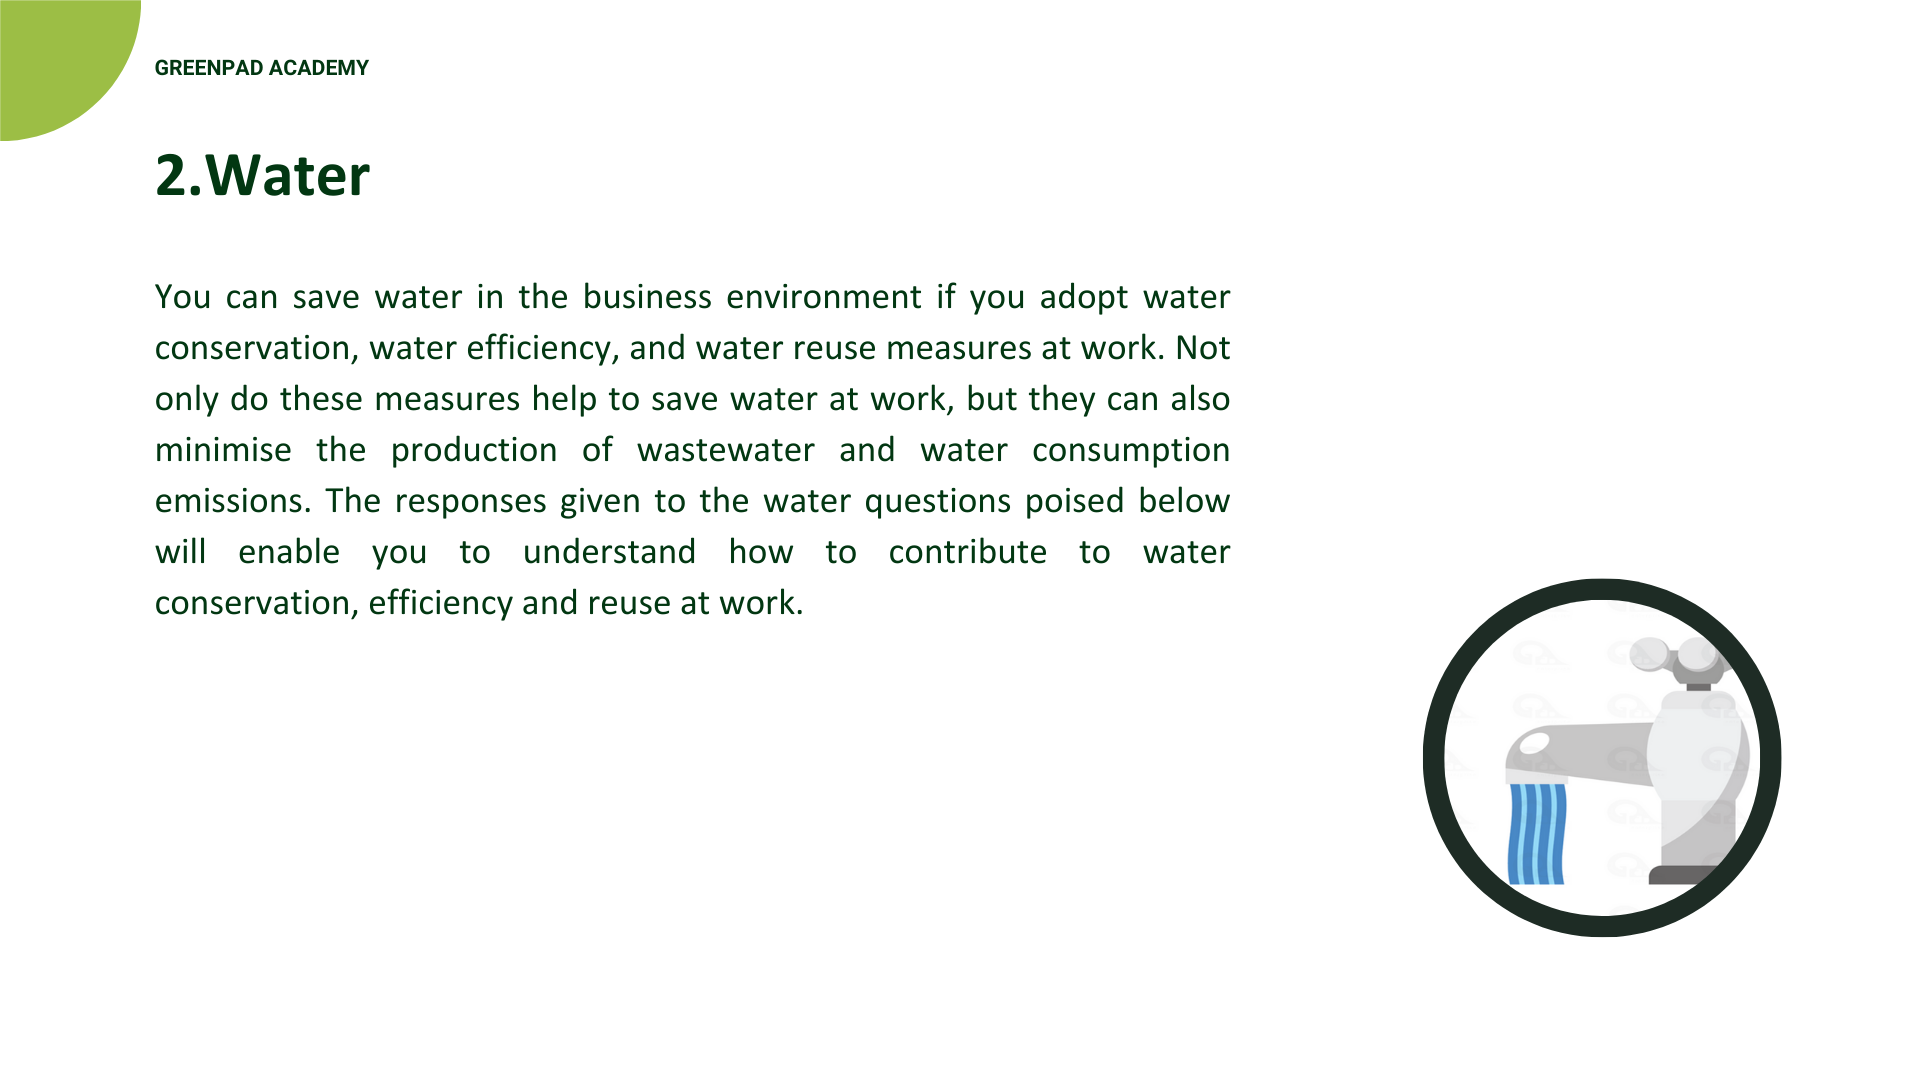 GREENPAD ACADEMY
2.Water
You can save water in the business environment if you adopt water
conservation, water efficiency, and water reuse measures at work. Not
only do these measures help to save water at work, but they can also
minimise the production of wastewater and water consumption
emissions. The responses given to the water questions poised below
will enable you to understand how to contribute to water
conservation, efficiency and reuse at work.